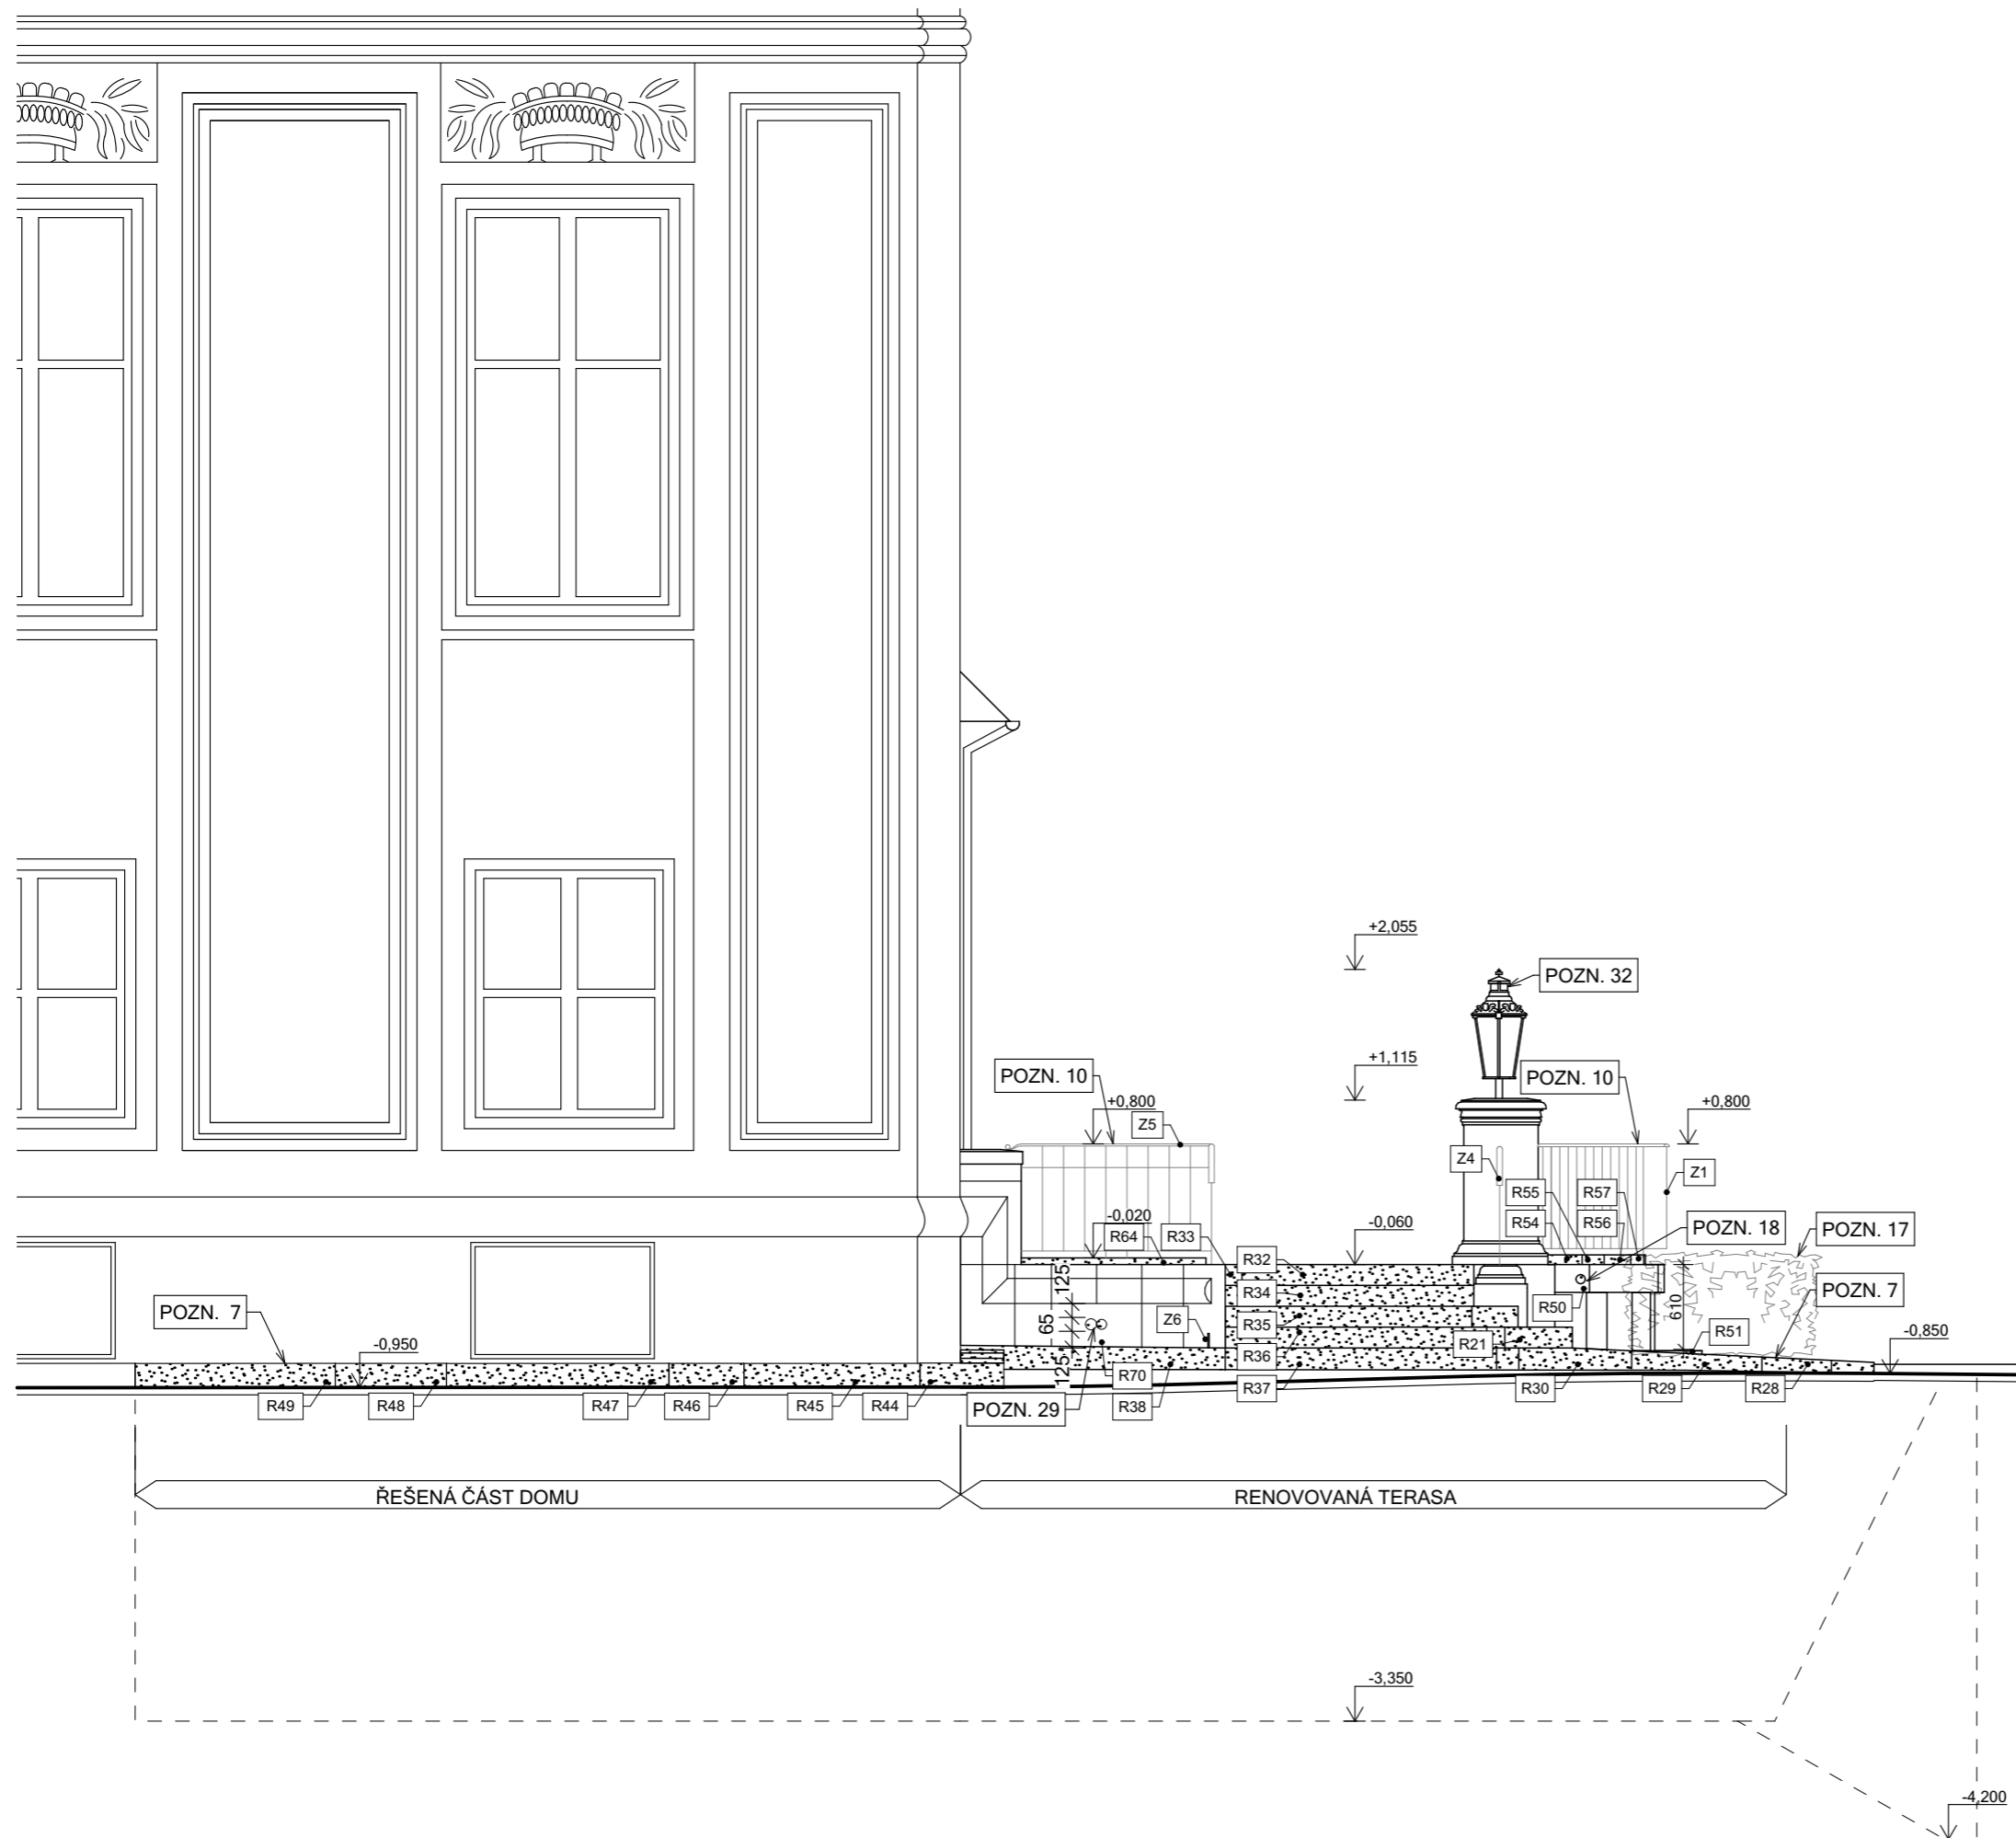 +2,055
POZN. 32
+1,115
POZN. 10
POZN. 10
+0,800
+0,800
Z5
Z4
Z1
R55
R57
R54
R56
-0,020
-0,060
POZN. 18
POZN. 17
R64
R33
R32
125
R34
R50
POZN. 7
610
POZN. 7
65
Z6
R35
R21
R51
-0,850
-0,950
R36
125
R70
R37
R30
R29
R28
R49
R48
R47
R46
R45
R44
POZN. 29
R38
ŘEŠENÁ ČÁST DOMU
RENOVOVANÁ TERASA
-3,350
-4,200